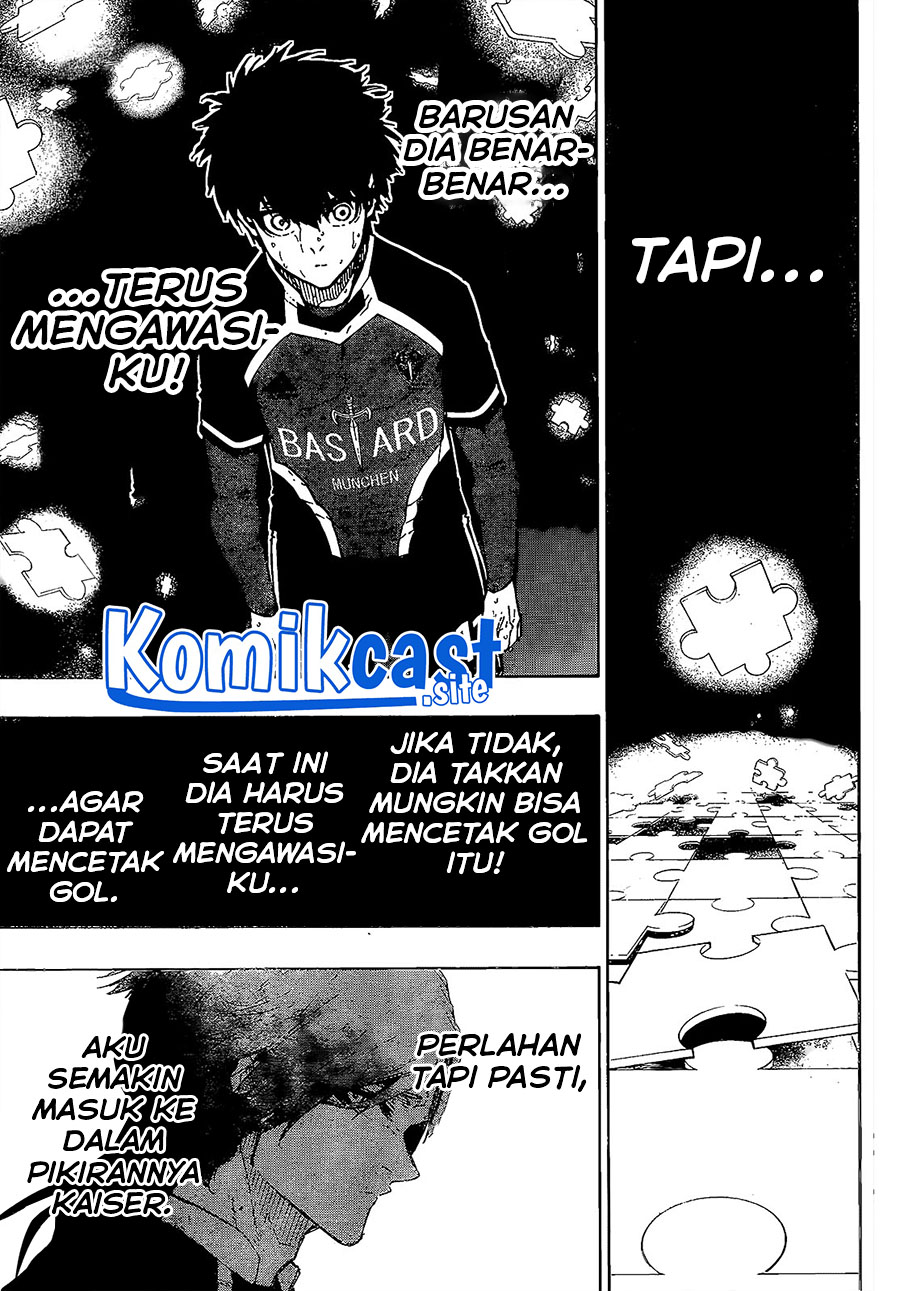 TAPI...
BARUSAN
DIA BENAR-
BENAR...
...TERUS
MENGAWASI-
KU!
BASTARD
MUNCHEN
Komikcast
.site
JIKA TIDAK,
DIA TAKKAN
MUNGKIN BISA
MENCETAK GOL
ITU!
SAAT INI
DIA HARUS
TERUS
MENGAWASI-
KU...
...AGAR
DAPAT
MENCETAK
GOL.
PERLAHAN
TAPI PASTI,
AKU
SEMAKIN
MASUK KE
DALAM
PIKIRANNYA
KAISER.